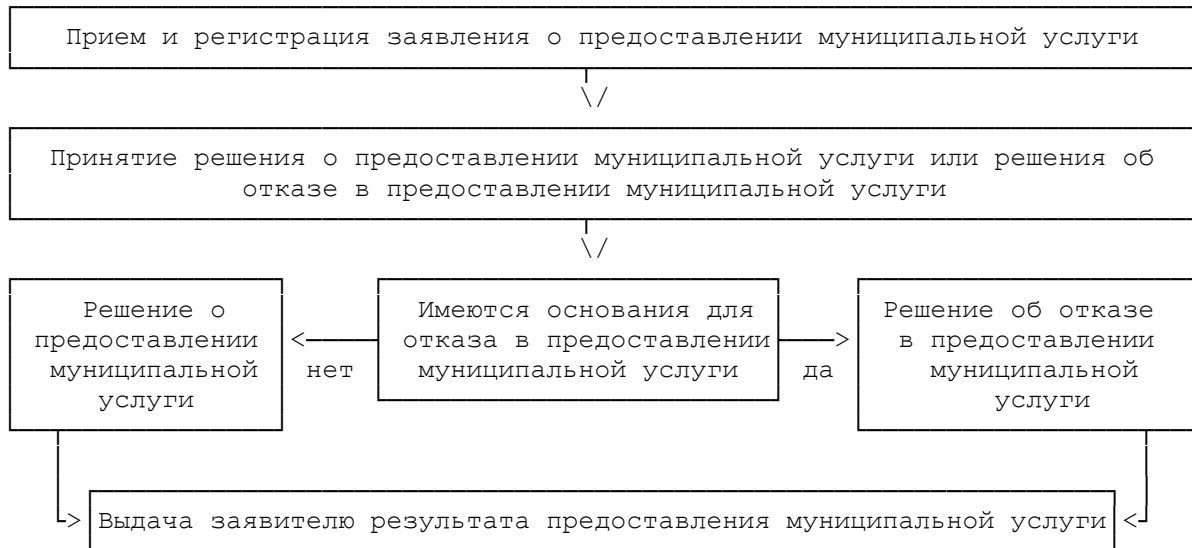 Прием и регистрация заявления о предоставлении муниципальной услуги
\/
Принятие решения о предоставлении муниципальной услуги или решения об
отказе в предоставлении муниципальной услуги
\/
Решение о
предоставлении
муниципальной
услуги
<
нет
Имеются основания для
отказа в предоставлении
муниципальной услуги
>
да
Решение об отказе
в предоставлении
муниципальной
услуги
> Выдача заявителю результата предоставления муниципальной услуги <